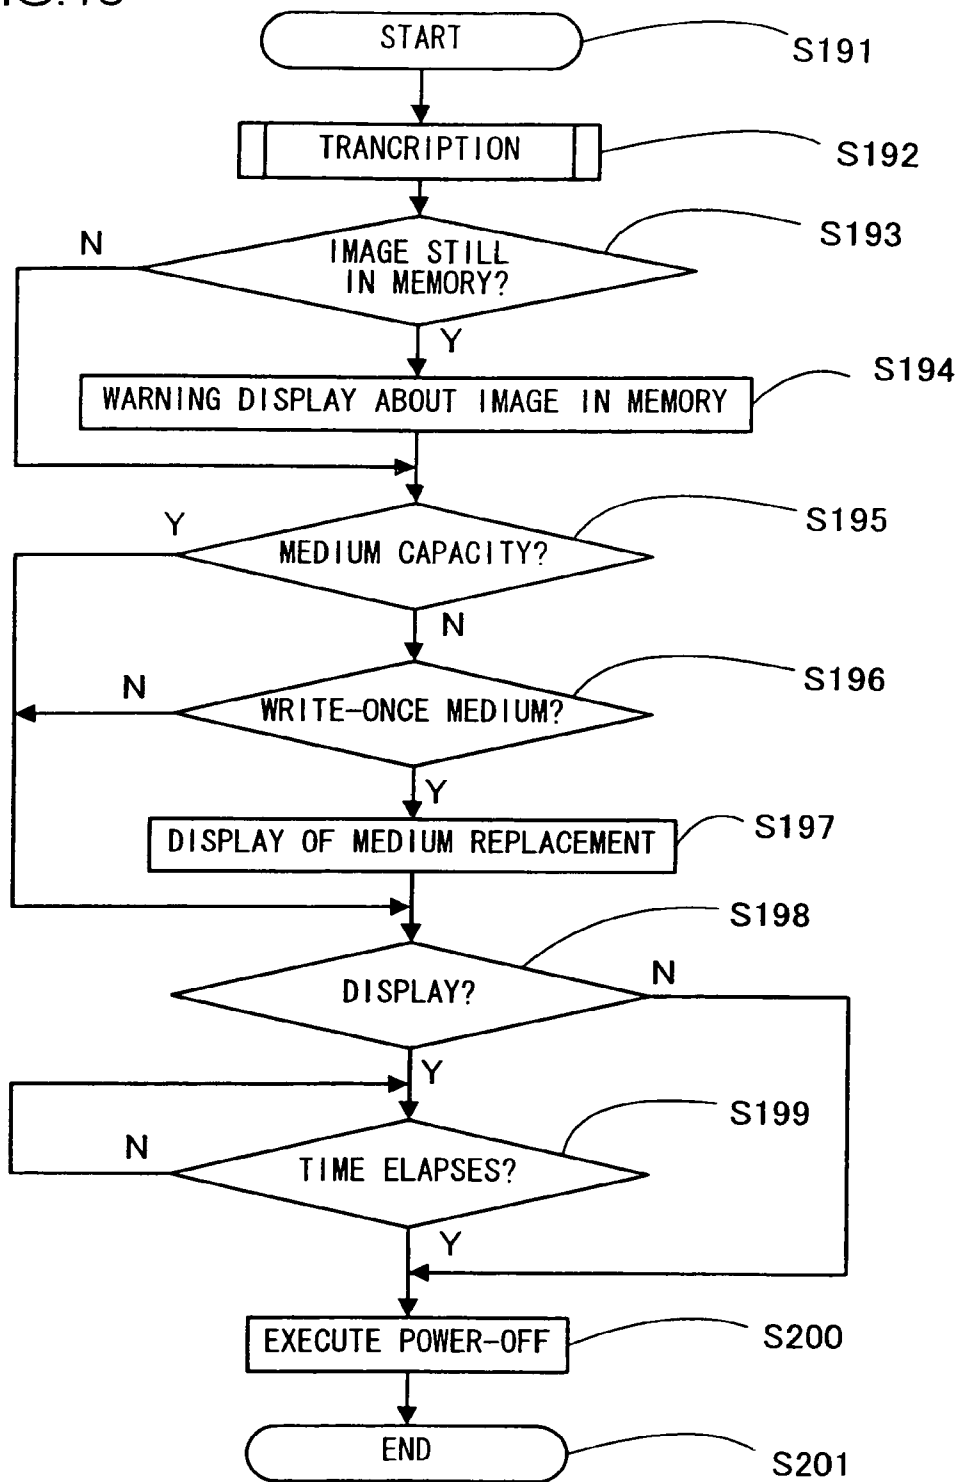 START
S191
TRANCRIPTION
S192
IMAGE STILL
IN MEMORY?
S193
N
Y
WARNING DISPLAY ABOUT IMAGE IN MEMORY
S194
MEDIUM CAPACITY?
S195
Y
N
WRITE-ONCE MEDIUM?
S196
N
Y
DISPLAY OF MEDIUM REPLACEMENT
S197
DISPLAY?
S198
N
Y
TIME ELAPSES?
S199
N
Y
EXECUTE POWER-OFF
S200
END
S201